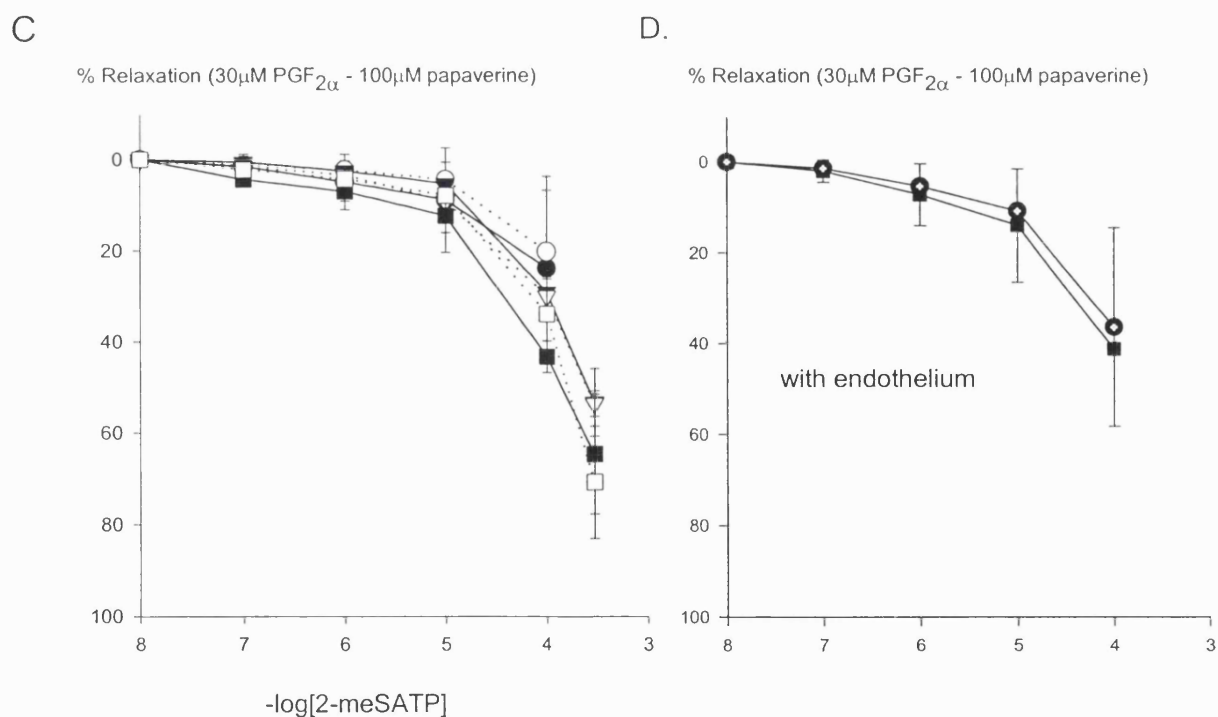 C
% Relaxation (30μM PGF2α - 100μM papaverine)
0
20
40
60
80
100
8 7 6 5 4 3
-log[2-meSATP]
D.
% Relaxation (30μM PGF2α - 100μM papaverine)
0
20
40
60
80
100
with endothelium
8 7 6 5 4 3